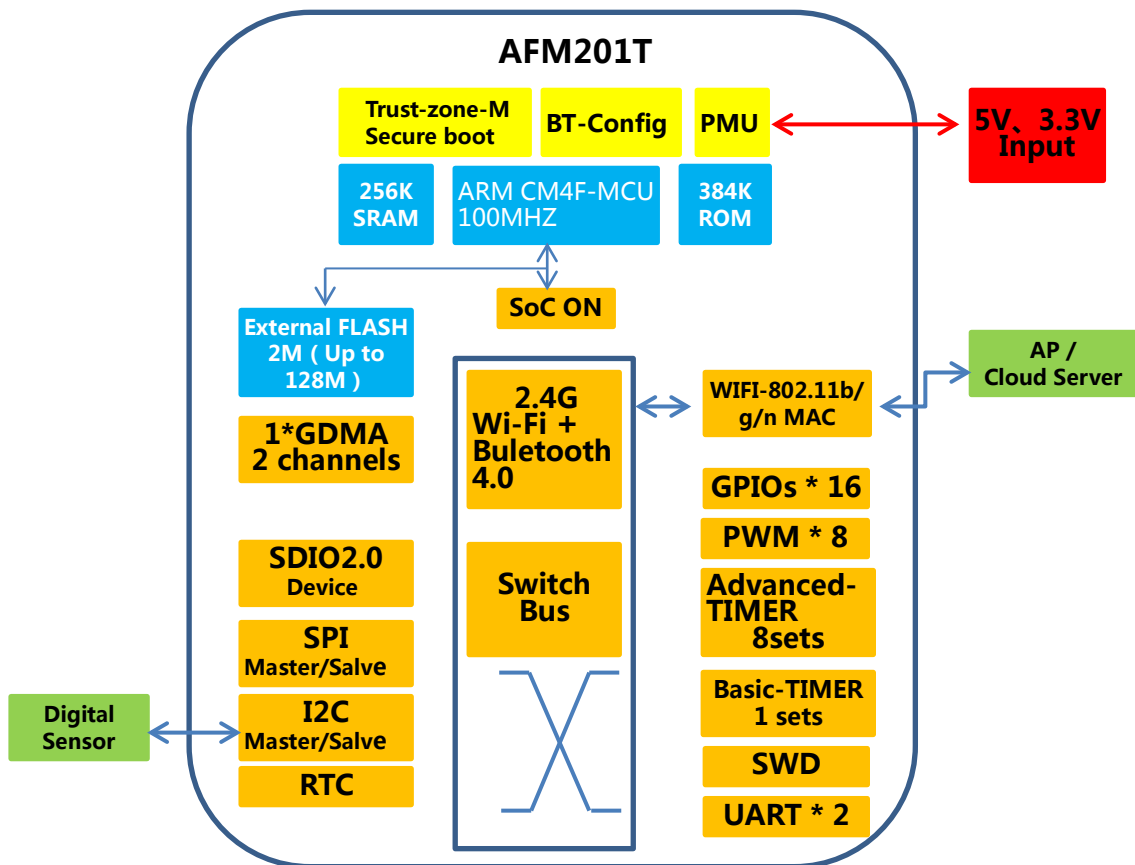 AFM201T
Trust-zone-M
Secure boot
BT-Config
PMU
5V、3.3V
Input
256K
SRAM
ARM CM4F-MCU
100MHZ
384K
ROM
SoC ON
External FLASH
2M（Up to
128M）
AP /
Cloud Server
2.4G
Wi-Fi +
Buletooth
4.0
WIFI-802.11b/
g/n MAC
1*GDMA
2 channels
GPIOs * 16
PWM * 8
SDIO2.0
Device
Switch
Bus
Advanced-
TIMER
8sets
SPI
Master/Salve
Digital
Sensor
I2C
Master/Salve
Basic-TIMER
1 sets
RTC
SWD
UART * 2